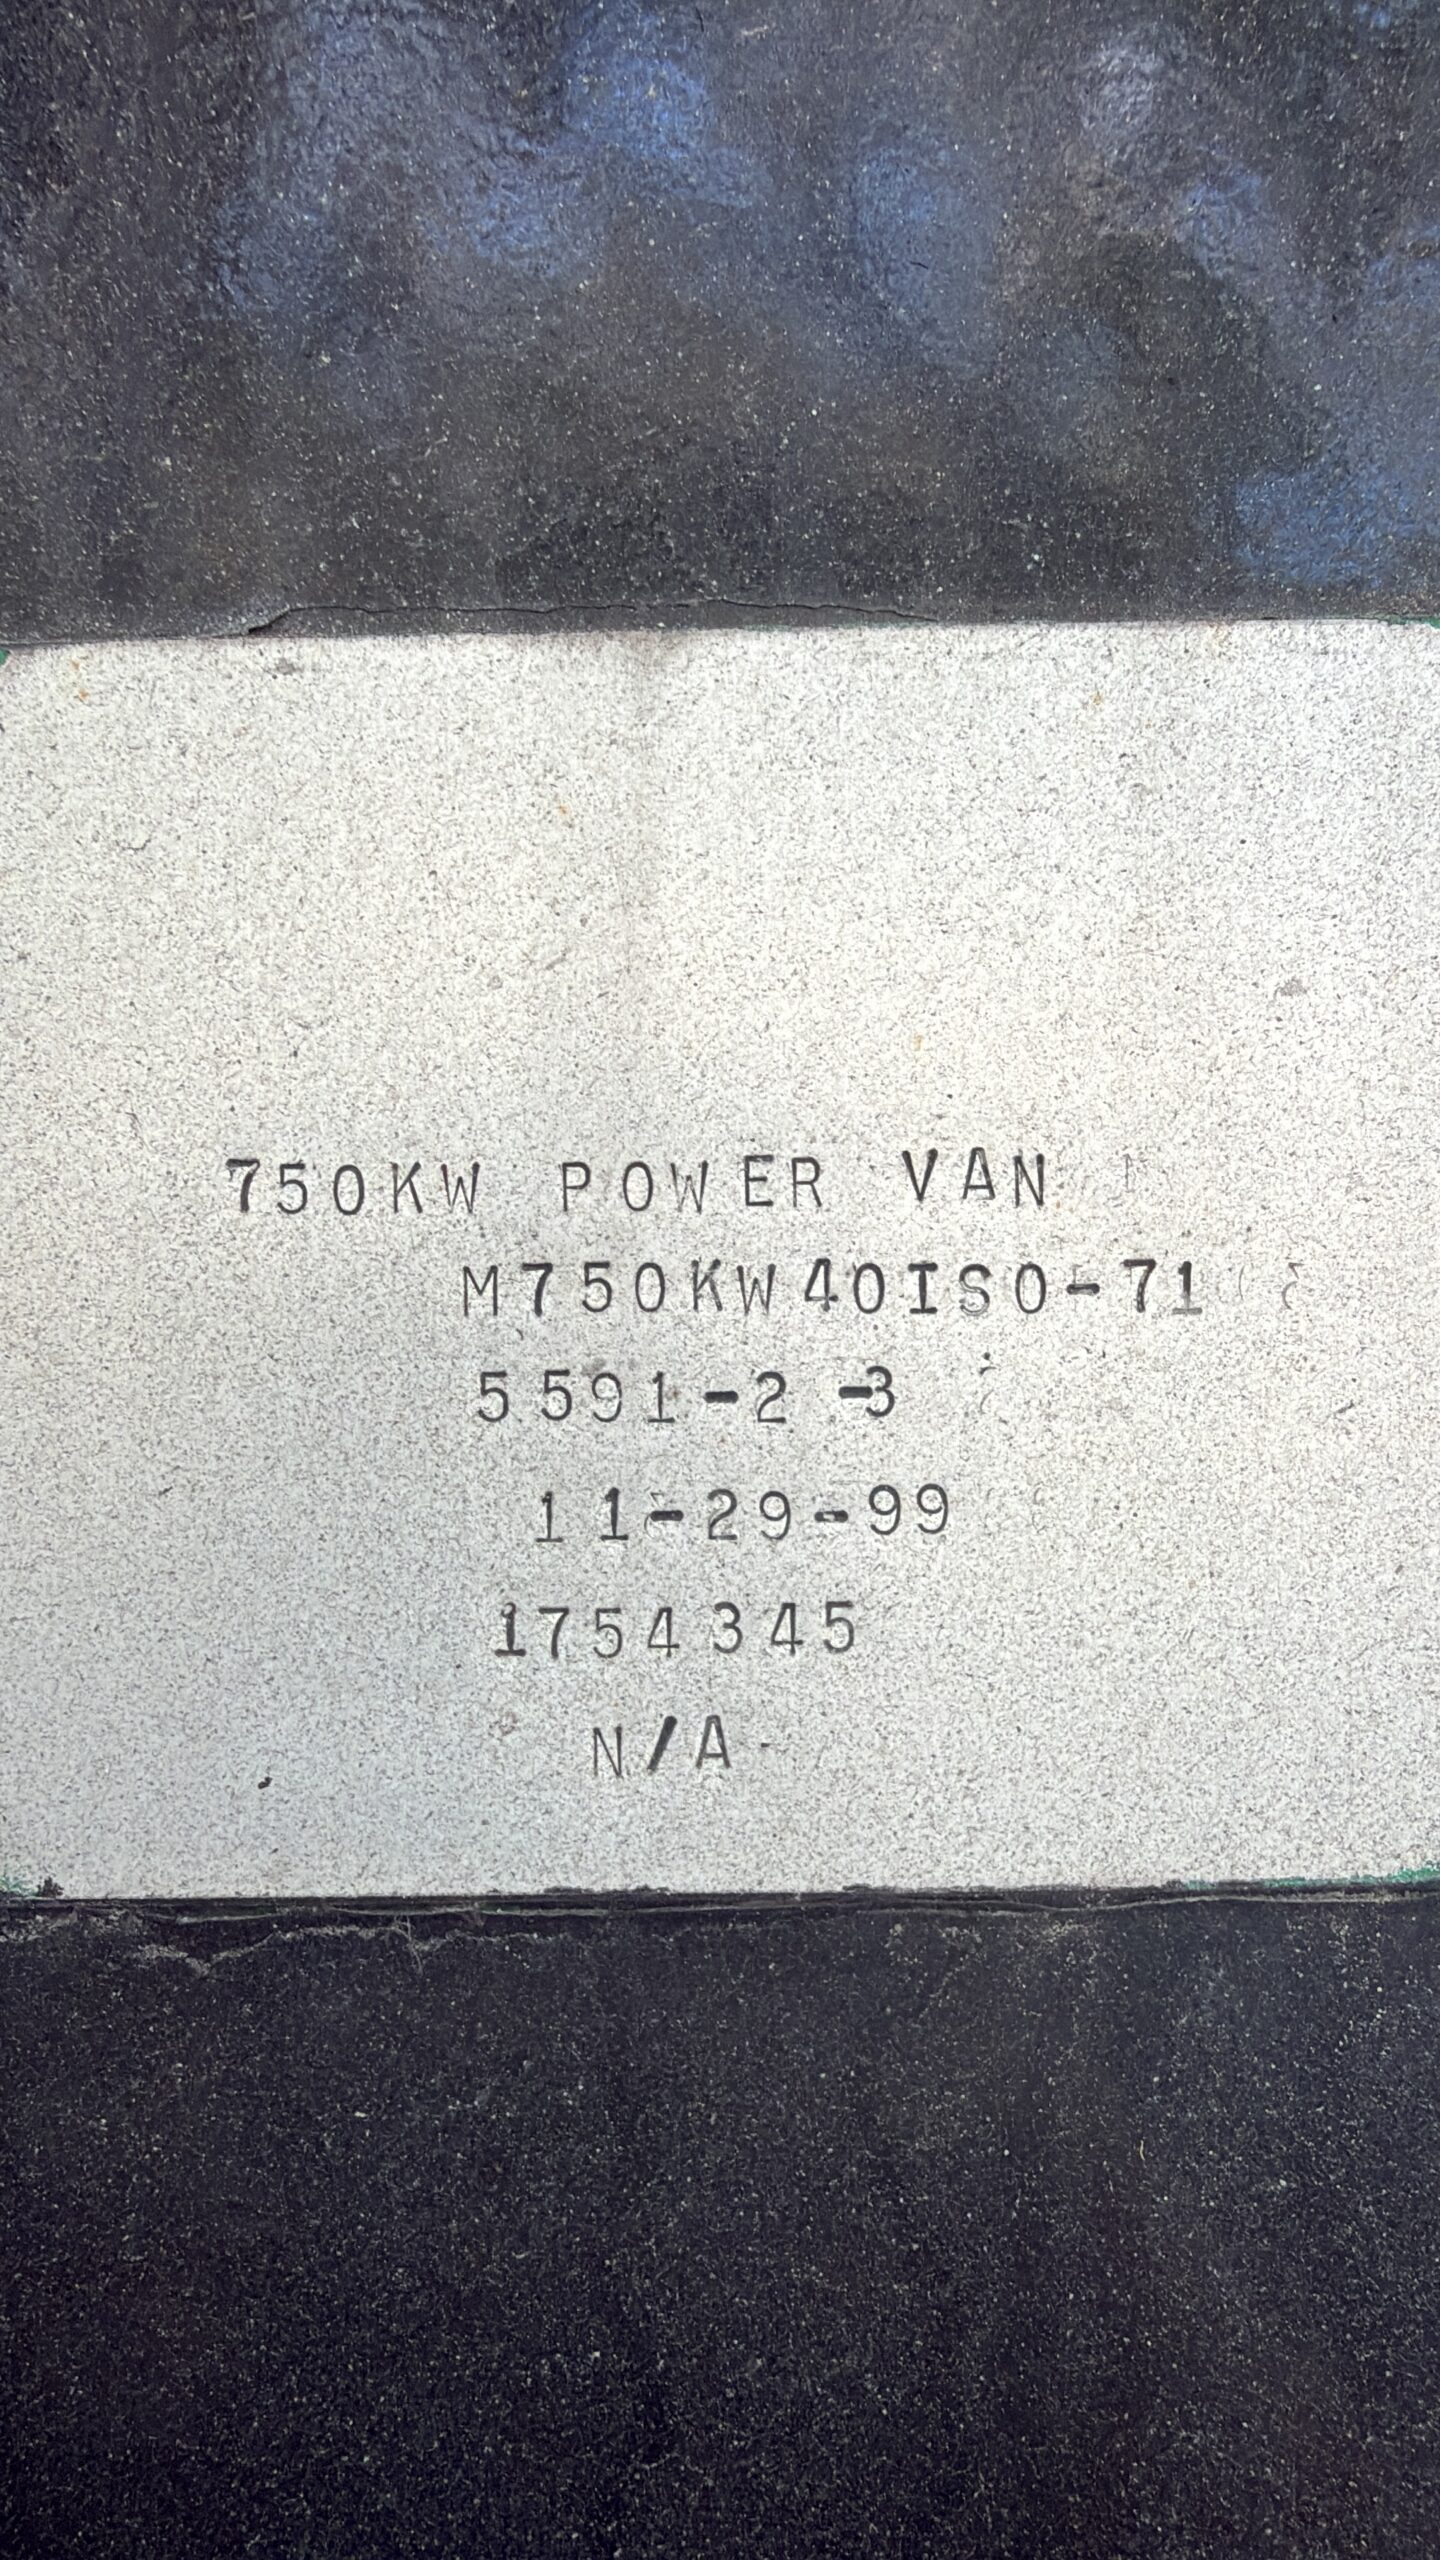 750KW POWER VAN
M750KW40ISO-71
5591-2-3
11-29-99
1754345
N/A